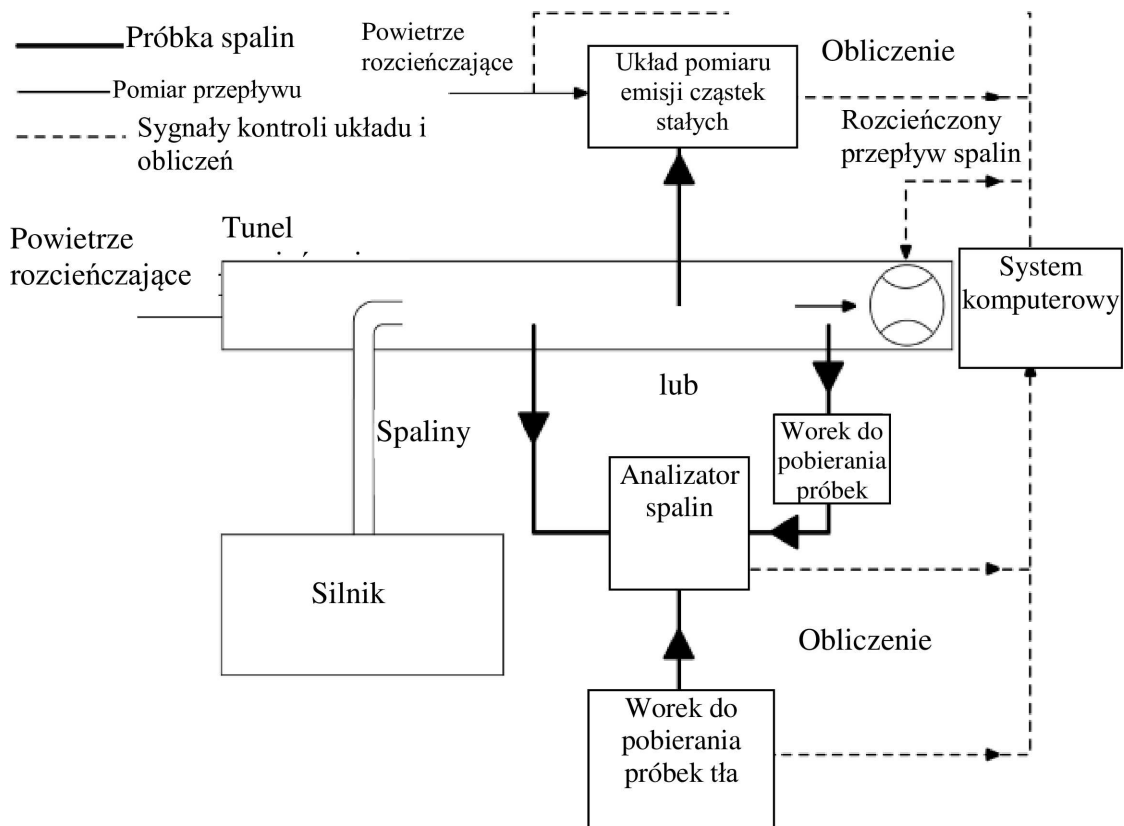 Próbka spalin
Pomiar przepływu
Sygnały kontroli układu i
obliczeń
Powietrze
rozcieńczające
Układ pomiaru
emisji cząstek
stałych
Obliczenie
Rozcieńczony
przepływ spalin
Powietrze
rozcieńczające
Tunel
System
komputerowy
lub
Spaliny
Worek do
pobierania
próbek
Analizator
spalin
Silnik
Obliczenie
Worek do
pobierania
próbek tła